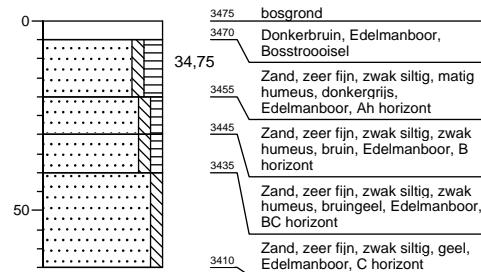 0
50
34,75
3475 bosgrond
3470 Donkerbruin, Edelmanboor,
Bosstroooisel
3455 Zand, zeer fijn, zwak siltig, matig
humeus, donkergrijs,
Edelmanboor, Ah horizont
3445 Zand, zeer fijn, zwak siltig, zwak
humeus, bruin, Edelmanboor, B
horizont
3435 Zand, zeer fijn, zwak siltig, zwak
humeus, bruingeel, Edelmanboor,
BC horizont
3410 Zand, zeer fijn, zwak siltig, geel,
Edelmanboor, C horizont